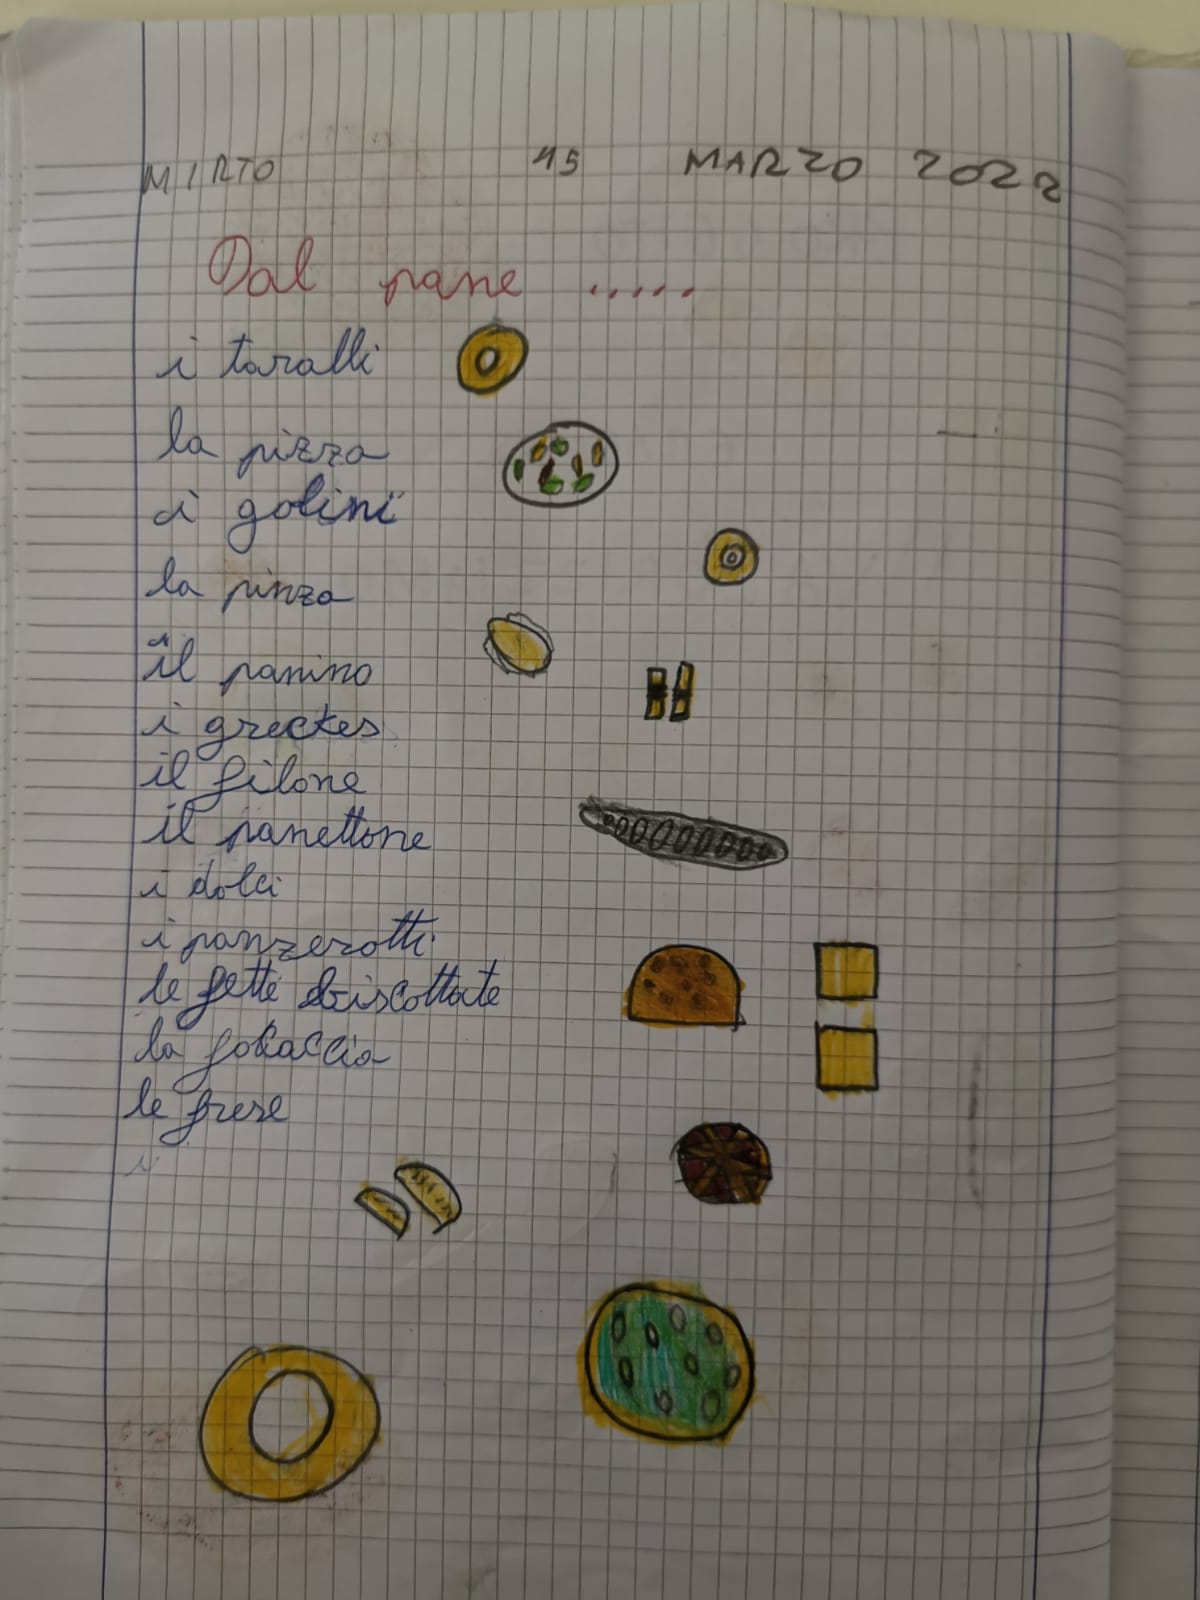 MIRTO 15 MARZO 2022
Dal pane .....
i taralli
la pizza
i golini
la pinza
il panino
i grectes
il filone
il panettone
i dolci
i panzerotti
le fette biscottate
la focaccia
le frese